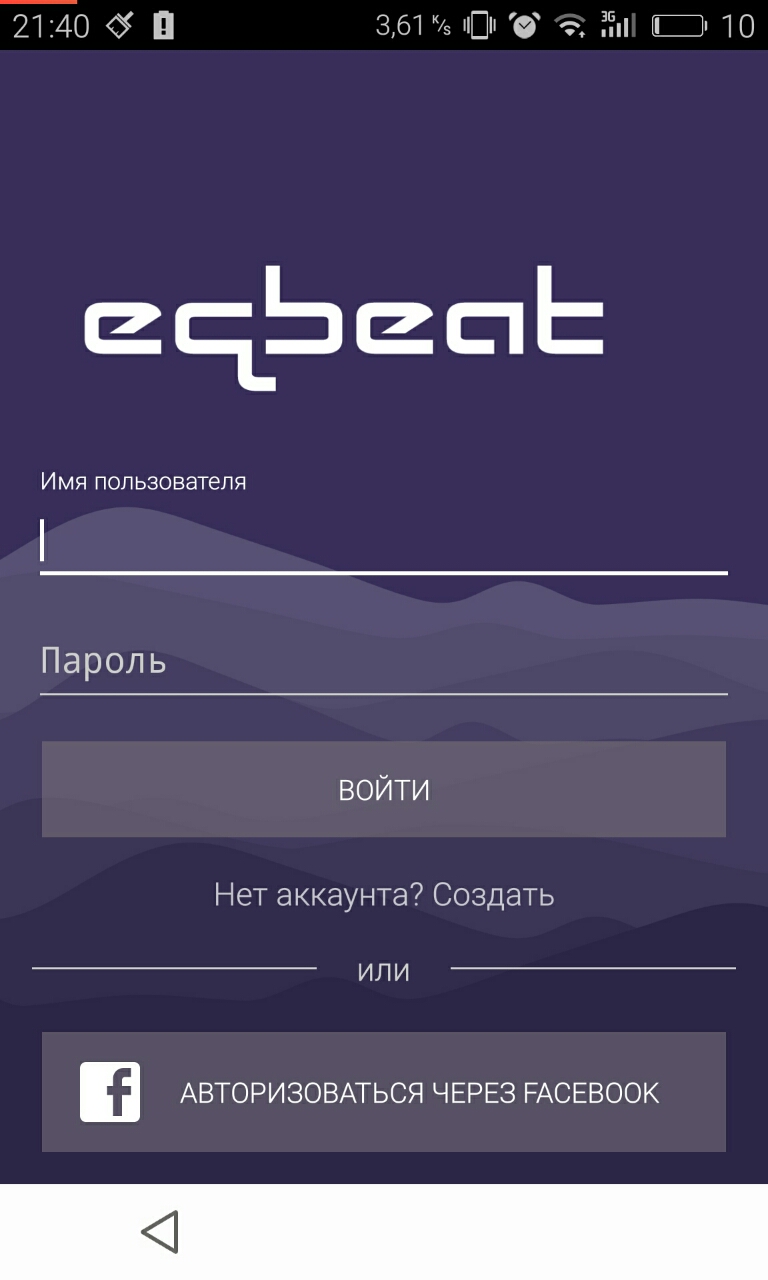 21:40 3,61 K/s 3G 10
eqbeat
Имя пользователя
Пароль
ВОЙТИ
Нет аккаунта? Создать
ИЛИ
f АВТОРИЗОВАТЬСЯ ЧЕРЕЗ FACEBOOK